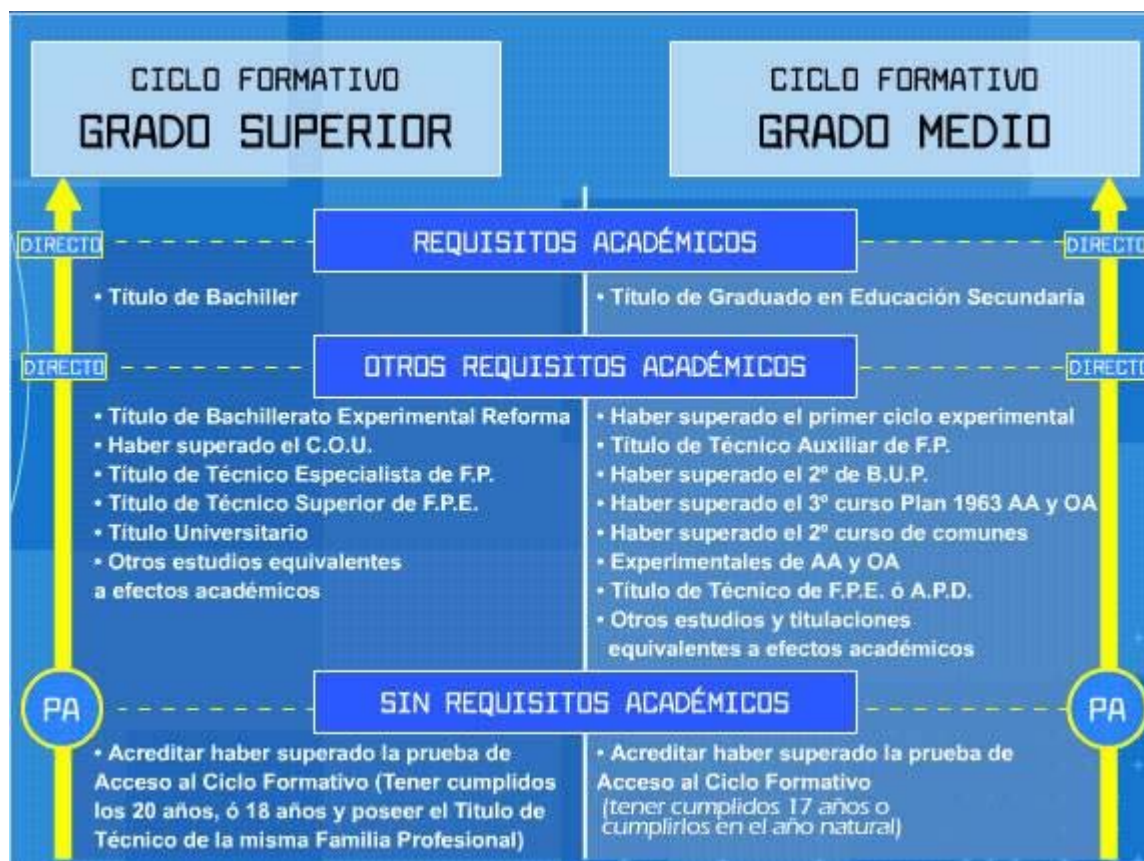 CICLO FORMATIVO
GRADO SUPERIOR
CICLO FORMATIVO
GRADO MEDIO
DIRECTO
REQUISITOS ACADÉMICOS
DIRECTO
• Título de Bachiller
• Título de Graduado en Educación Secundaría
DIRECTO
OTROS REQUISITOS ACADÉMICOS
DIRECTO
• Título de Bachillerato Experimental Reforma
• Haber superado el C.O.U.
• Título de Técnico Especialista de F.P.
• Título de Técnico Superior de F.P.E.
• Título Universitario
• Otros estudios equivalentes
a efectos académicos
• Haber superado el primer ciclo experimental
• Título de Técnico Auxiliar de F.P.
• Haber superado el 2º de B.U.P.
• Haber superado el 3º curso Plan 1963 AA y OA
• Haber superado el 2º curso de comunes
• Experimentales de AA y OA
• Título de Técnico de F.P.E. ó A.P.D.
• Otros estudios y titulaciones
equivalentes a efectos académicos
PA
SIN REQUISITOS ACADÉMICOS
PA
• Acreditar haber superado la prueba de
Acceso al Ciclo Formativo (Tener cumplidos
los 20 años, ó 18 años y poseer el Titulo de
Técnico de la misma Familia Profesional)
• Acreditar haber superado la prueba de
Acceso al Ciclo Formativo
(tener cumplidos 17 años o
cumplirlos en el año natural)